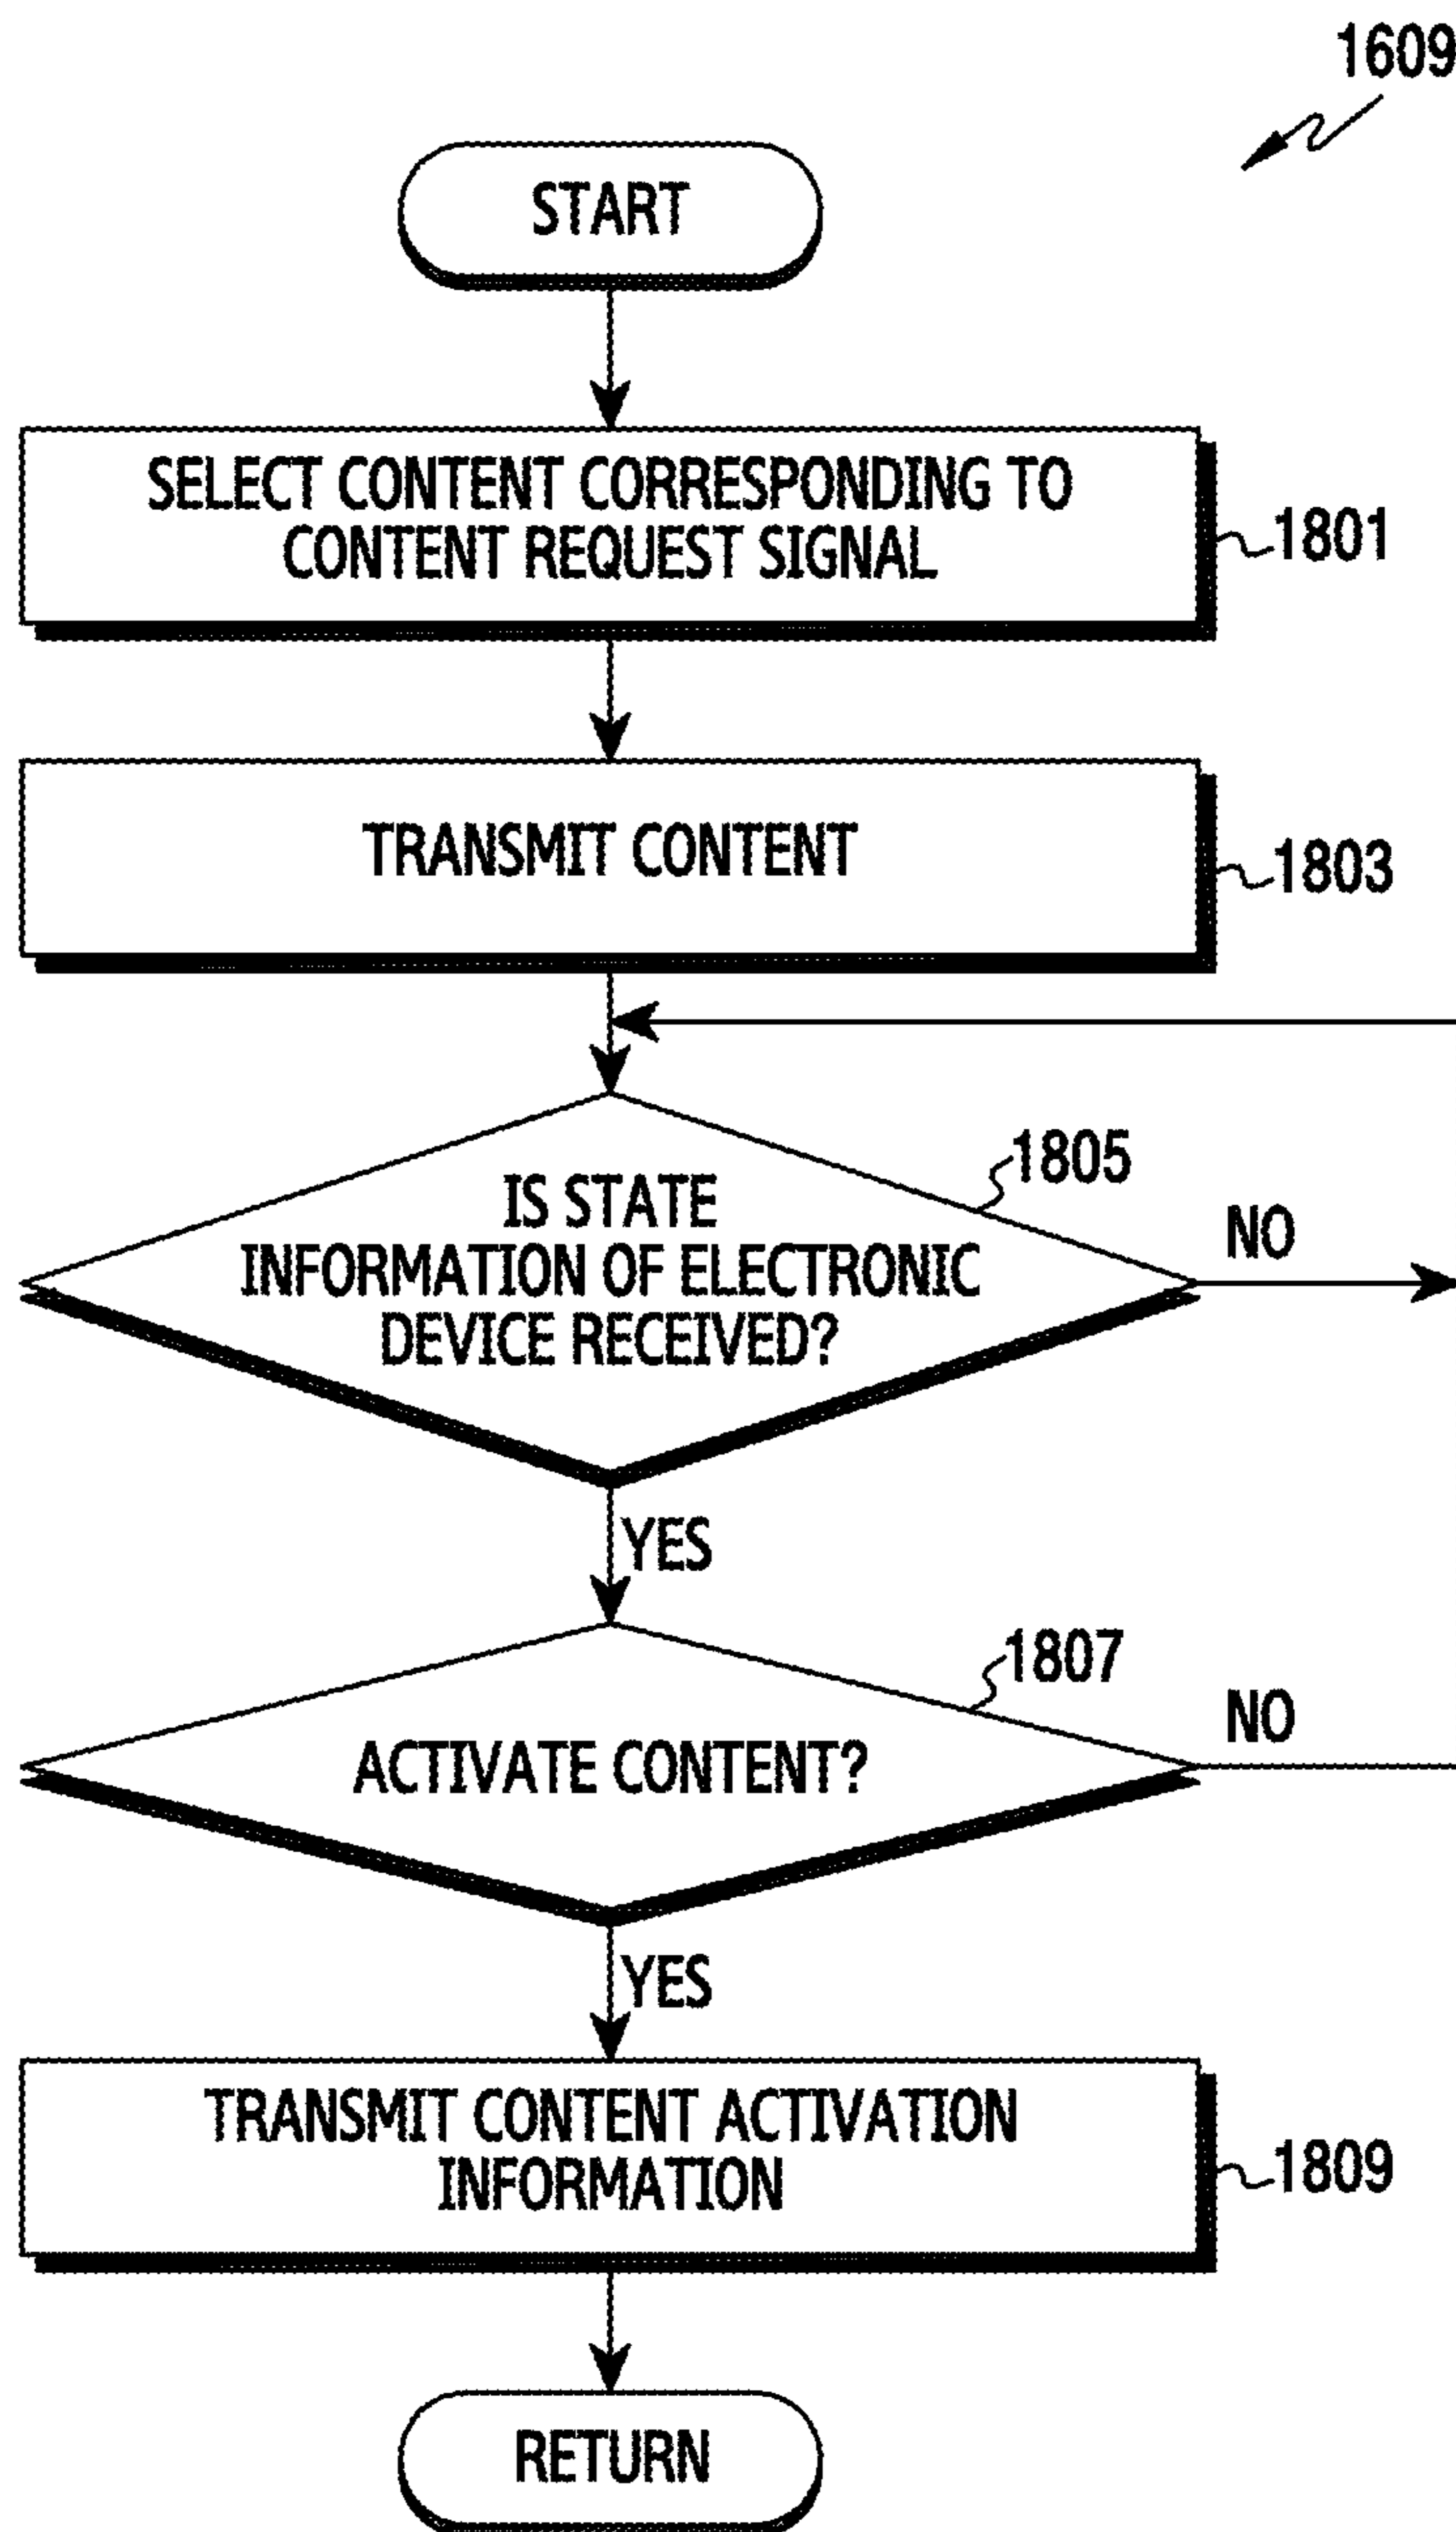 1609
START
SELECT CONTENT CORRESPONDING TO
CONTENT REQUEST SIGNAL
1801
TRANSMIT CONTENT
1803
1805
IS STATE
INFORMATION OF ELECTRONIC
DEVICE RECEIVED?
NO
YES
1807
ACTIVATE CONTENT?
NO
YES
TRANSMIT CONTENT ACTIVATION
INFORMATION
1809
RETURN